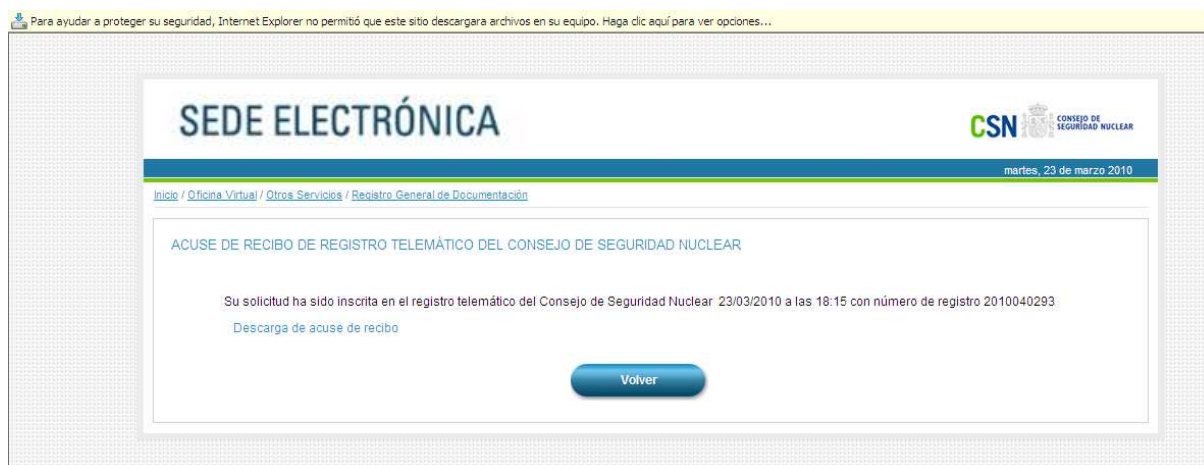 Para ayudar a proteger su seguridad, Internet Explorer no permitió que este sitio descargara archivos en su equipo. Haga clic aquí para ver opciones...
SEDE ELECTRÓNICA
CSN
CONSEJO DE
SEGURIDAD NUCLEAR
martes, 23 de marzo 2010
Inicio / Oficina Virtual / Otros Servicios / Registro General de Documentación
ACUSE DE RECIBO DE REGISTRO TELEMÁTICO DEL CONSEJO DE SEGURIDAD NUCLEAR
Su solicitud ha sido inscrita en el registro telemático del Consejo de Seguridad Nuclear 23/03/2010 a las 18:15 con número de registro 2010040293
Descarga de acuse de recibo
Volver